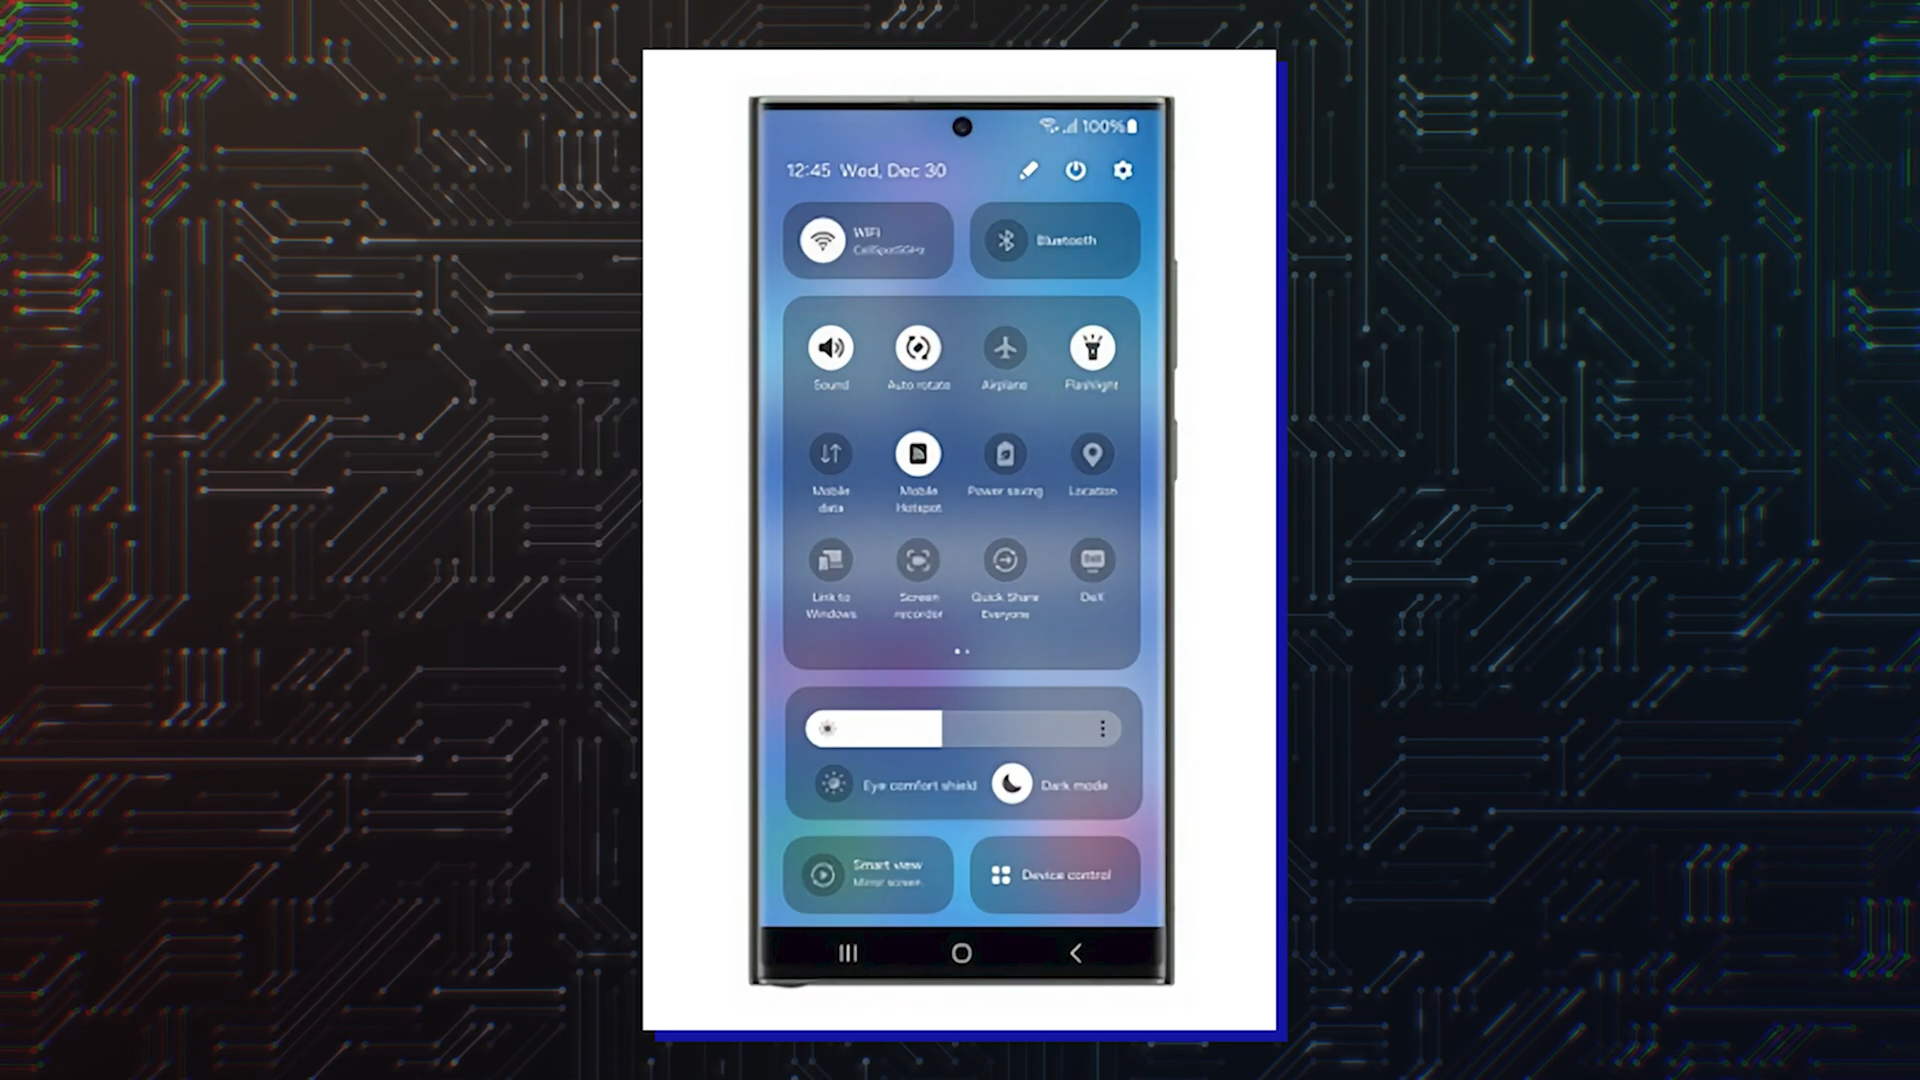 100%
12:45 Wed, Dec 30
WiFi
Bluetooth
Sound
Auto rotate
Airplane
Flashlight
Mobile
data
Mobile
Hotspot
Power saving
Location
Link to
Windows
Screen
recorder
Quick Share
Everyone
DeX
Eye comfort shield
Dark mode
Smart view
Mirror screen
Device control